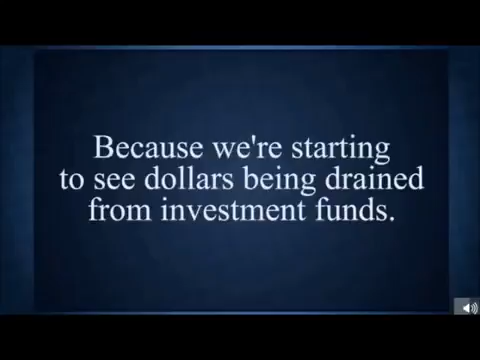 Because we're starting
to see dollars being drained
from investment funds.